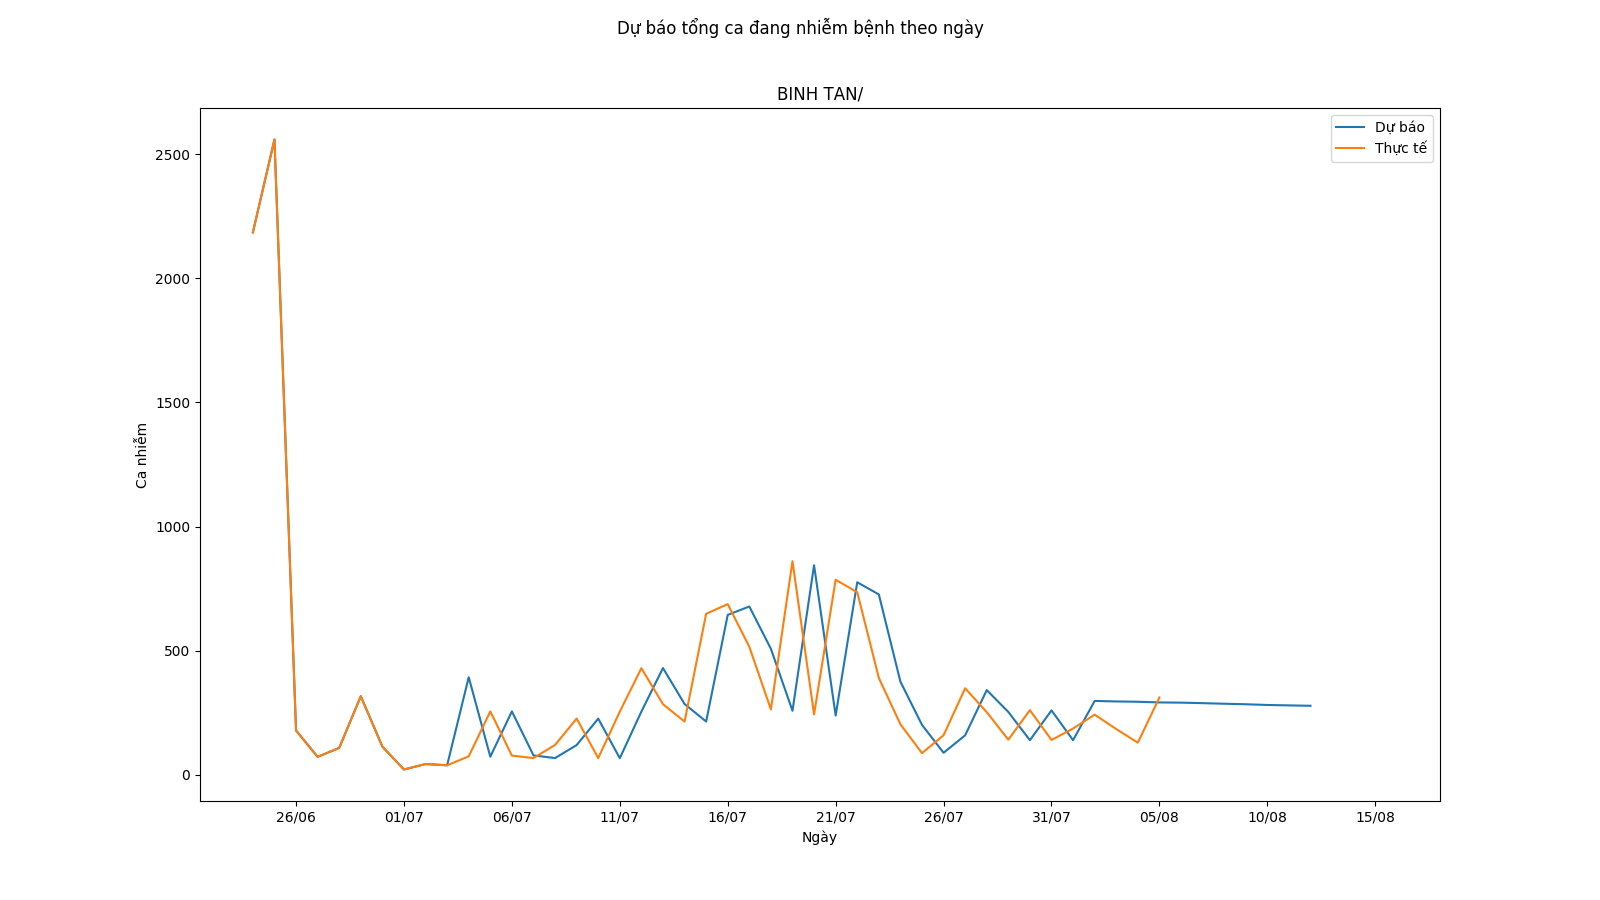 Dự báo tổng ca đang nhiễm bệnh theo ngày
BINH TAN/
Dự báo
Thực tế
2500
2000
1500
1000
500
0
Ca nhiễm
26/06 01/07 06/07 11/07 16/07 21/07 26/07 31/07 05/08 10/08 15/08
Ngày